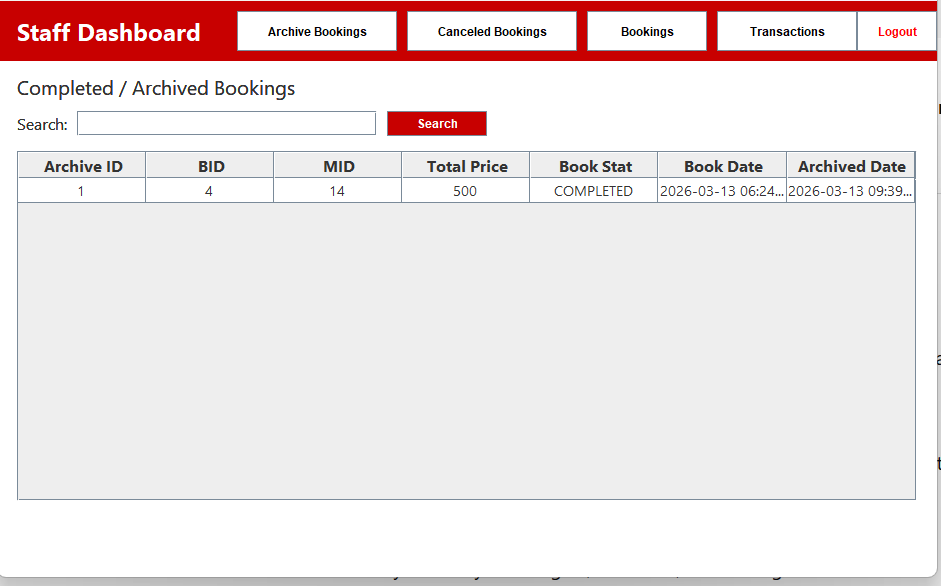 Staff Dashboard Archive Bookings Canceled Bookings Bookings Transactions Logout
Completed / Archived Bookings
Search: Search
Archive ID BID MID Total Price Book Stat Book Date Archived Date
1 4 14 500 COMPLETED 2026-03-13 06:24... 2026-03-13 09:39...